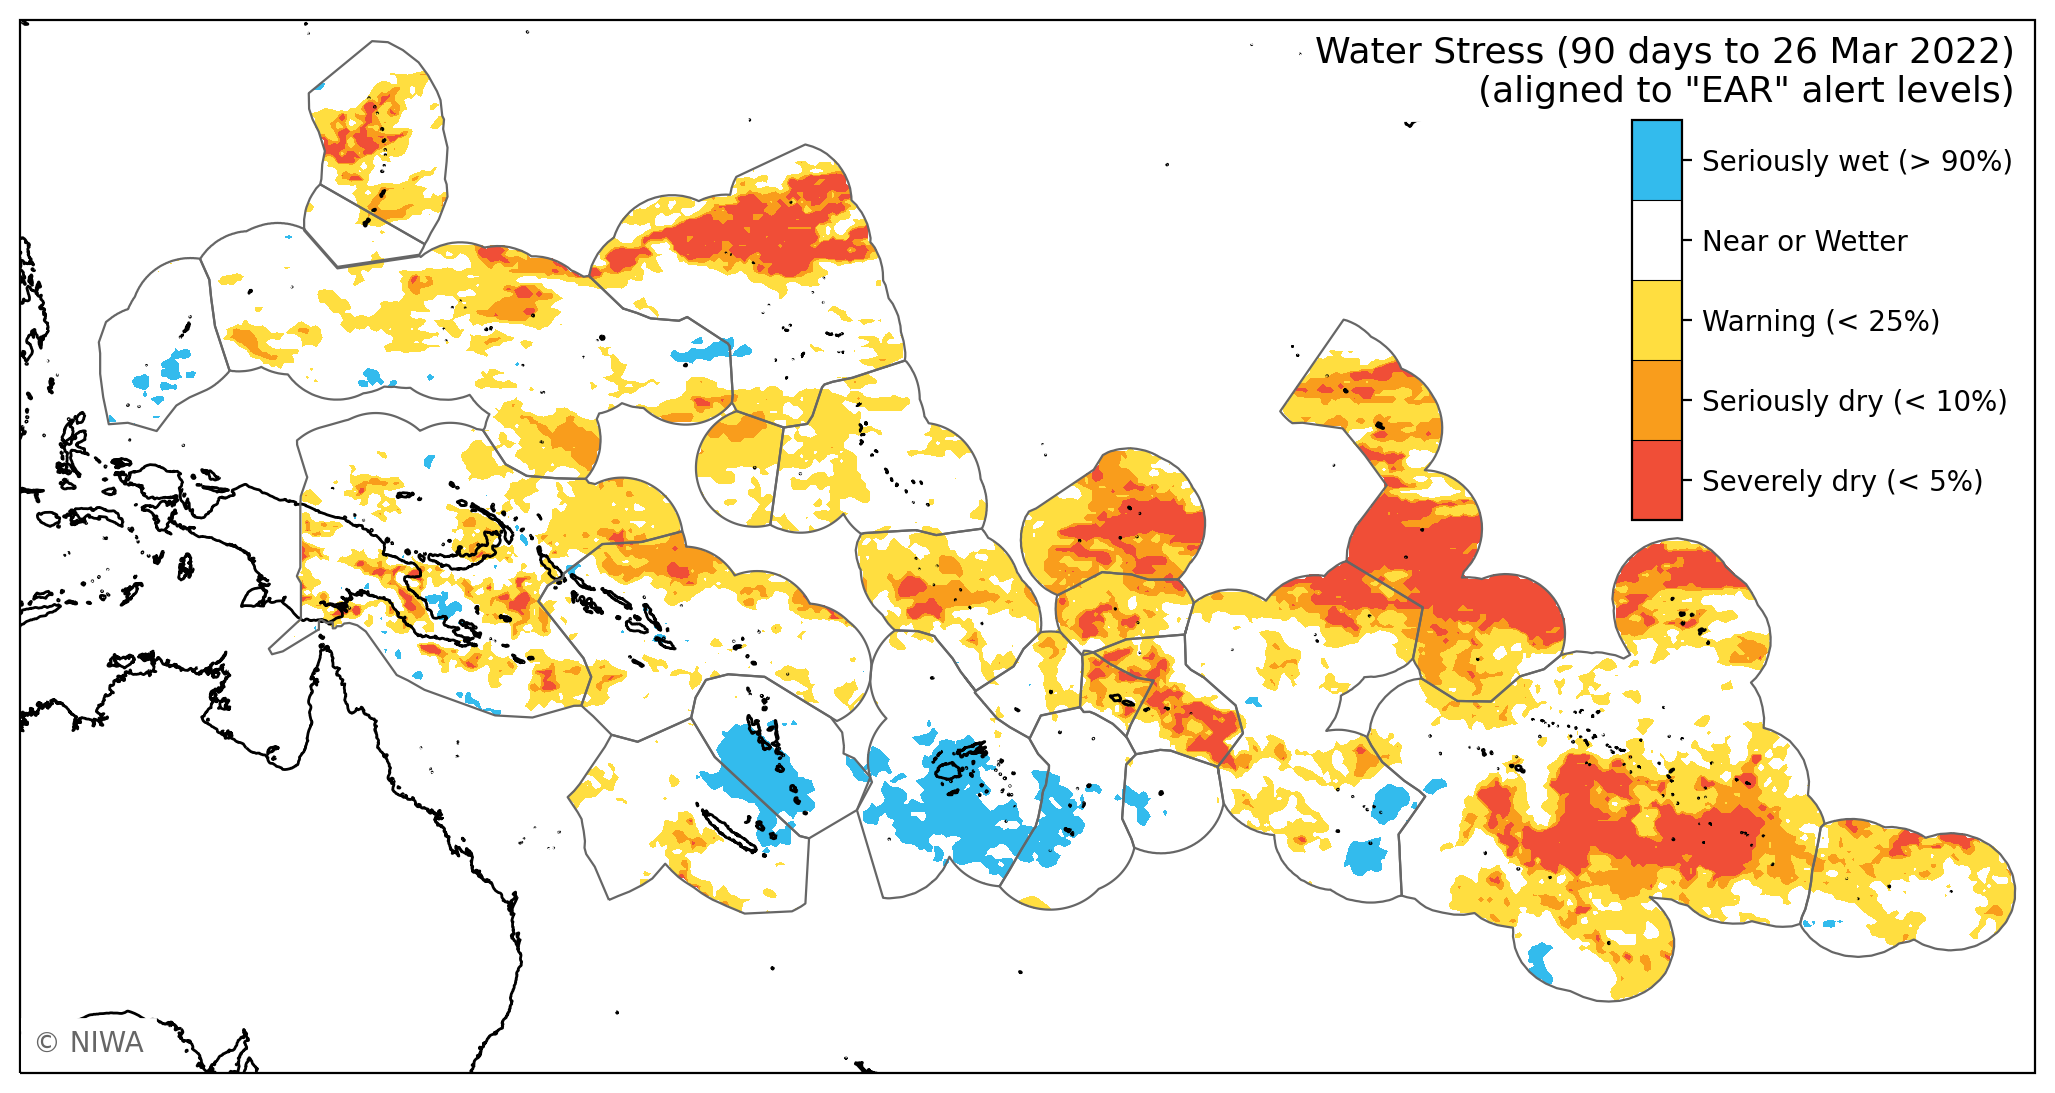 Water Stress (90 days to 26 Mar 2022)
(aligned to "EAR" alert levels)
Seriously wet (> 90%)
Near or Wetter
Warning (< 25%)
Seriously dry (< 10%)
Severely dry (< 5%)
© NIWA